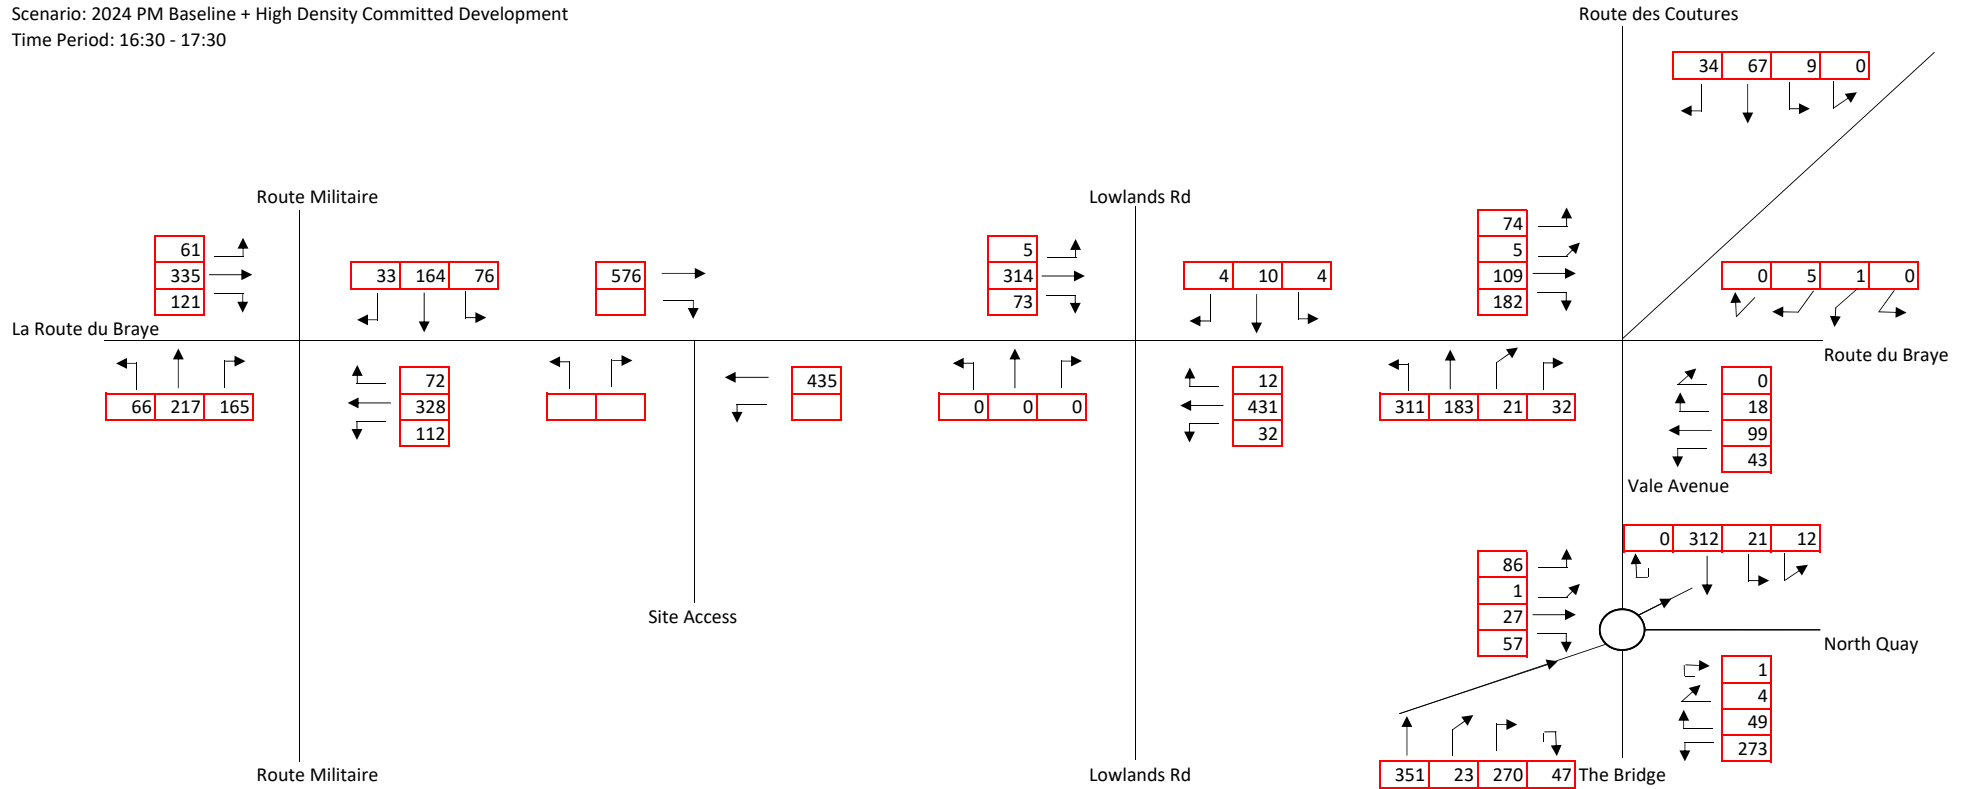 Scenario: 2024 PM Baseline + High Density Committed Development
Time Period: 16:30 - 17:30
Route des Coutures
34 67 9 0
Route Militaire
Lowlands Rd
61
335
121
33 164 76
576
5
314
73
4 10 4
74
5
109
182
0 5 1 0
La Route du Braye
Route du Braye
66 217 165
72
328
112
435
0 0 0
12
431
32
311 183 21 32
0
18
99
43
Vale Avenue
0 312 21 12
86
1
27
57
Site Access
North Quay
1
4
49
273
351 23 270 47
Route Militaire
Lowlands Rd
The Bridge